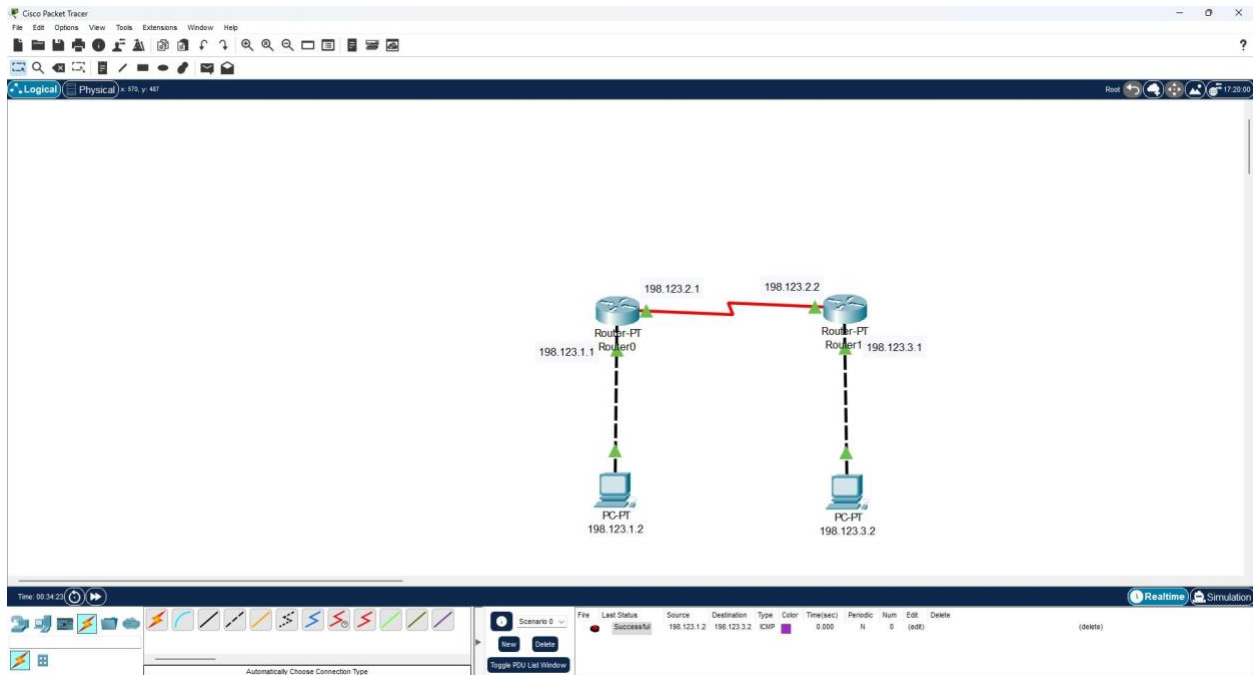 Cisco Packet Tracer
File Edit Options View Tools Extensions Window Help
?
Logical Physical x: 570, y: 487 Root 17:20:00
198.123.2.1 198.123.2.2
Router-PT Router-PT
198.123.1.1 Router0 Router1 198.123.3.1
PC-PT PC-PT
198.123.1.2 198.123.3.2
Time: 00:34:23 Realtime Simulation
Scenario 0 Fire Last Status Source Destination Type Color Time(sec) Periodic Num Edit Delete
Successful 198.123.1.2 198.123.3.2 ICMP 0.000 N 0 (edit) (delete)
New Delete
Toggle PDU List Window
Automatically Choose Connection Type